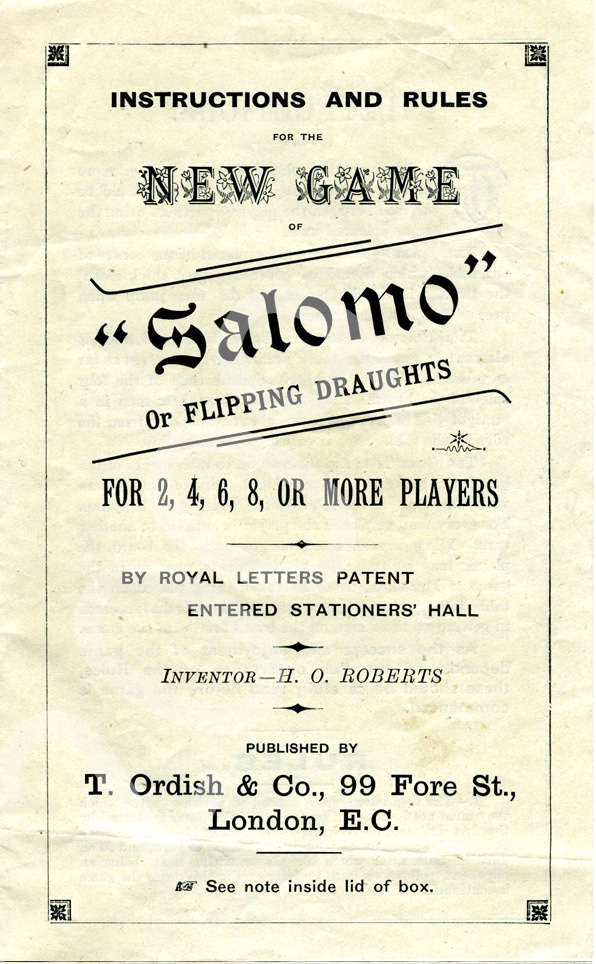 INSTRUCTIONS AND RULES
FOR THE
NEW GAME
OF
"Salomo"
Or FLIPPING DRAUGHTS
FOR 2, 4, 6, 8, OR MORE PLAYERS
BY ROYAL LETTERS PATENT
ENTERED STATIONERS' HALL
INVENTOR—H. O. ROBERTS
PUBLISHED BY
T. Ordish & Co., 99 Fore St.,
London, E.C.
☞ See note inside lid of box.